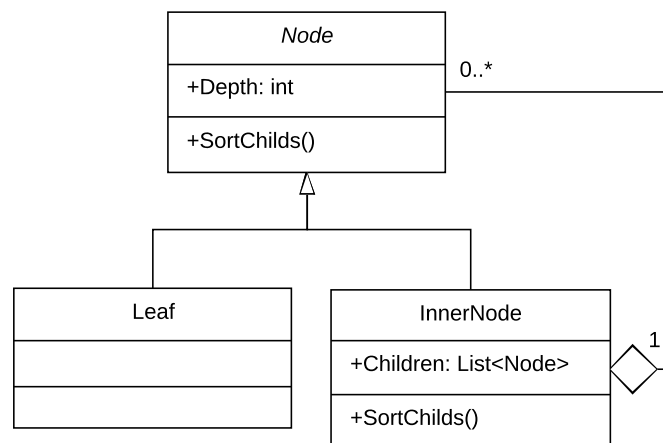 Node
+Depth: int
0..*
+SortChilds()
Leaf
InnerNode
+Children: List<Node>
1
+SortChilds()